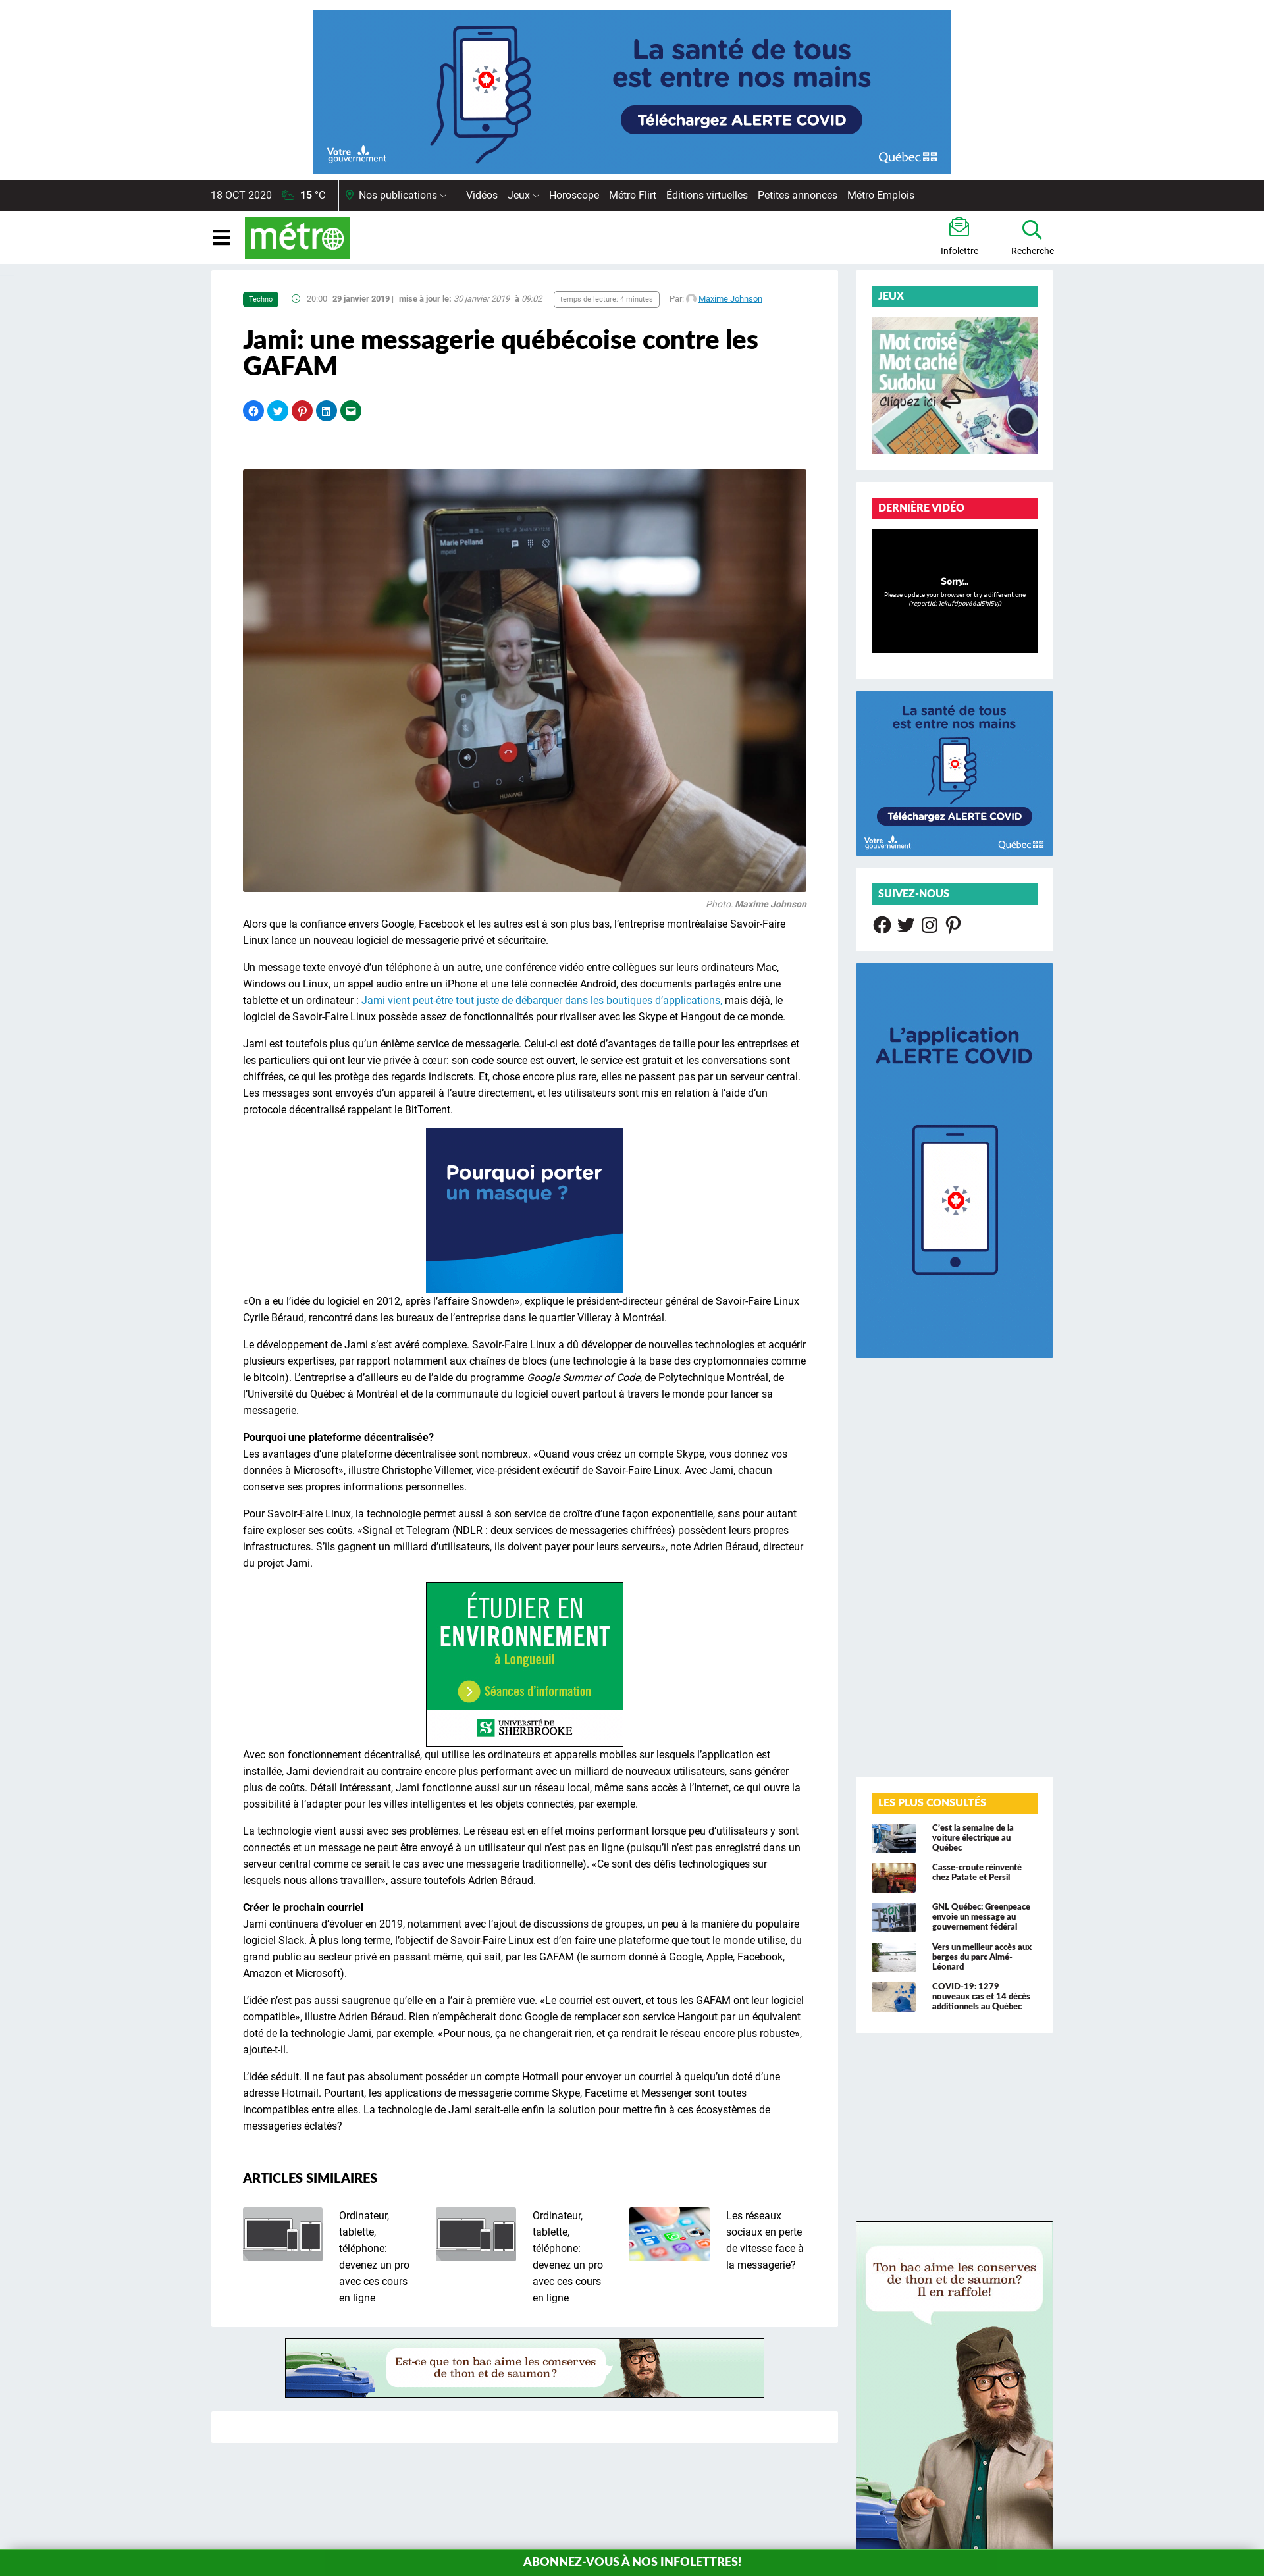 La santé de tous
est entre nos mains
Téléchargez ALERTE COVID
Votre
gouvernement
Québec
18 OCT 2020 15 °C Nos publications Vidéos Jeux Horoscope Métro Flirt Éditions virtuelles Petites annonces Métro Emplois
métro
Infolettre
Recherche
Techno 20:00 29 janvier 2019 | mise à jour le: 30 janvier 2019 à 09:02 temps de lecture: 4 minutes Par: Maxime Johnson
Jami: une messagerie québécoise contre les
GAFAM
Marie Pelland
mpeld
HUAWEI
Photo: Maxime Johnson
Alors que la confiance envers Google, Facebook et les autres est à son plus bas, l’entreprise montréalaise Savoir-Faire
Linux lance un nouveau logiciel de messagerie privé et sécuritaire.
Un message texte envoyé d’un téléphone à un autre, une conférence vidéo entre collègues sur leurs ordinateurs Mac,
Windows ou Linux, un appel audio entre un iPhone et une télé connectée Android, des documents partagés entre une
tablette et un ordinateur : Jami vient peut-être tout juste de débarquer dans les boutiques d’applications, mais déjà, le
logiciel de Savoir-Faire Linux possède assez de fonctionnalités pour rivaliser avec les Skype et Hangout de ce monde.
Jami est toutefois plus qu’un énième service de messagerie. Celui-ci est doté d’avantages de taille pour les entreprises et
les particuliers qui ont leur vie privée à cœur: son code source est ouvert, le service est gratuit et les conversations sont
chiffrées, ce qui les protège des regards indiscrets. Et, chose encore plus rare, elles ne passent pas par un serveur central.
Les messages sont envoyés d’un appareil à l’autre directement, et les utilisateurs sont mis en relation à l’aide d’un
protocole décentralisé rappelant le BitTorrent.
Pourquoi porter
un masque ?
«On a eu l’idée du logiciel en 2012, après l’affaire Snowden», explique le président-directeur général de Savoir-Faire Linux
Cyrile Béraud, rencontré dans les bureaux de l’entreprise dans le quartier Villeray à Montréal.
Le développement de Jami s’est avéré complexe. Savoir-Faire Linux a dû développer de nouvelles technologies et acquérir
plusieurs expertises, par rapport notamment aux chaînes de blocs (une technologie à la base des cryptomonnaies comme
le bitcoin). L’entreprise a d’ailleurs eu de l’aide du programme Google Summer of Code, de Polytechnique Montréal, de
l’Université du Québec à Montréal et de la communauté du logiciel ouvert partout à travers le monde pour lancer sa
messagerie.
Pourquoi une plateforme décentralisée?
Les avantages d’une plateforme décentralisée sont nombreux. «Quand vous créez un compte Skype, vous donnez vos
données à Microsoft», illustre Christophe Villemer, vice-président exécutif de Savoir-Faire Linux. Avec Jami, chacun
conserve ses propres informations personnelles.
Pour Savoir-Faire Linux, la technologie permet aussi à son service de croître d’une façon exponentielle, sans pour autant
faire exploser ses coûts. «Signal et Telegram (NDLR : deux services de messageries chiffrées) possèdent leurs propres
infrastructures. S’ils gagnent un milliard d’utilisateurs, ils doivent payer pour leurs serveurs», note Adrien Béraud, directeur
du projet Jami.
ÉTUDIER EN
ENVIRONNEMENT
à Longueuil
Séances d’information
UNIVERSITÉ DE
SHERBROOKE
Avec son fonctionnement décentralisé, qui utilise les ordinateurs et appareils mobiles sur lesquels l’application est
installée, Jami deviendrait au contraire encore plus performant avec un milliard de nouveaux utilisateurs, sans générer
plus de coûts. Détail intéressant, Jami fonctionne aussi sur un réseau local, même sans accès à l’Internet, ce qui ouvre la
possibilité à l’adapter pour les villes intelligentes et les objets connectés, par exemple.
La technologie vient aussi avec ses problèmes. Le réseau est en effet moins performant lorsque peu d’utilisateurs y sont
connectés et un message ne peut être envoyé à un utilisateur qui n’est pas en ligne (puisqu’il n’est pas enregistré dans un
serveur central comme ce serait le cas avec une messagerie traditionnelle). «Ce sont des défis technologiques sur
lesquels nous allons travailler», assure toutefois Adrien Béraud.
Créer le prochain courriel
Jami continuera d’évoluer en 2019, notamment avec l’ajout de discussions de groupes, un peu à la manière du populaire
logiciel Slack. À plus long terme, l’objectif de Savoir-Faire Linux est d’en faire une plateforme que tout le monde utilise, du
grand public au secteur privé en passant même, qui sait, par les GAFAM (le surnom donné à Google, Apple, Facebook,
Amazon et Microsoft).
L’idée n’est pas aussi saugrenue qu’elle en a l’air à première vue. «Le courriel est ouvert, et tous les GAFAM ont leur logiciel
compatible», illustre Adrien Béraud. Rien n’empêcherait donc Google de remplacer son service Hangout par un équivalent
doté de la technologie Jami, par exemple. «Pour nous, ça ne changerait rien, et ça rendrait le réseau encore plus robuste»,
ajoute-t-il.
L’idée séduit. Il ne faut pas absolument posséder un compte Hotmail pour envoyer un courriel à quelqu’un doté d’une
adresse Hotmail. Pourtant, les applications de messagerie comme Skype, Facetime et Messenger sont toutes
incompatibles entre elles. La technologie de Jami serait-elle enfin la solution pour mettre fin à ces écosystèmes de
messageries éclatés?
ARTICLES SIMILAIRES
Ordinateur,
tablette,
téléphone:
devenez un pro
avec ces cours
en ligne
Ordinateur,
tablette,
téléphone:
devenez un pro
avec ces cours
en ligne
Les réseaux
sociaux en perte
de vitesse face à
la messagerie?
Est-ce que ton bac aime les conserves
de thon et de saumon?
JEUX
Mot croisé
Mot caché
Sudoku
Cliquez ici
DERNIÈRE VIDÉO
Sorry...
Please update your browser or try a different one
(reportId: 1ekufdpov66al5hl5vj)
La santé de tous
est entre nos mains
Téléchargez ALERTE COVID
Votre
gouvernement
Québec
SUIVEZ-NOUS
L’application
ALERTE COVID
LES PLUS CONSULTÉS
C’est la semaine de la
voiture électrique au
Québec
Casse-croute réinventé
chez Patate et Persil
GNL Québec: Greenpeace
envoie un message au
gouvernement fédéral
Vers un meilleur accès aux
berges du parc Aimé-
Léonard
COVID-19: 1279
nouveaux cas et 14 décès
additionnels au Québec
Ton bac aime les conserves
de thon et de saumon?
Il en raffole!
ABONNEZ-VOUS À NOS INFOLETTRES!